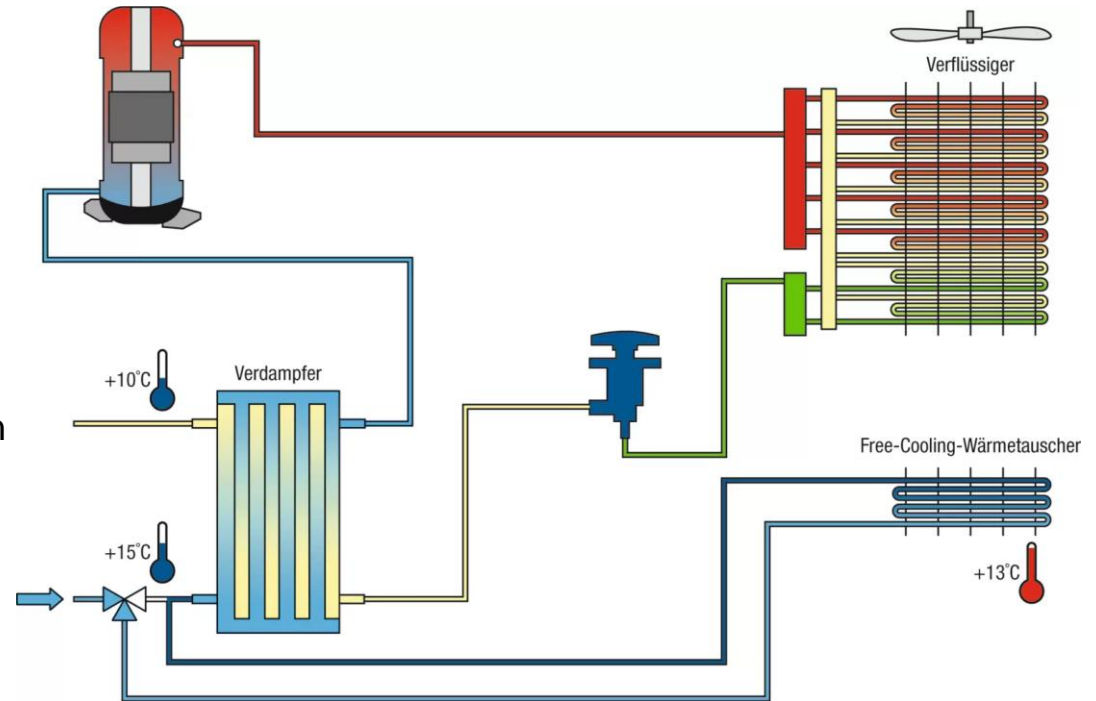 Verflüssiger
Verdampfer
+10°C
n
Free-Cooling-Wärmetauscher
+15°C
+13°C